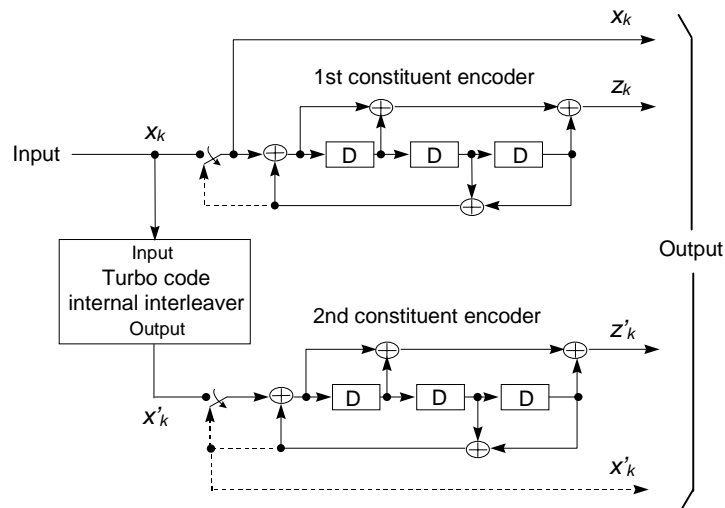 x_k
1st constituent encoder
z_k
x_k
Input
D D D
Input
Turbo code
internal interleaver
Output
Output
2nd constituent encoder
z'_k
D D D
x'_k
x'_k